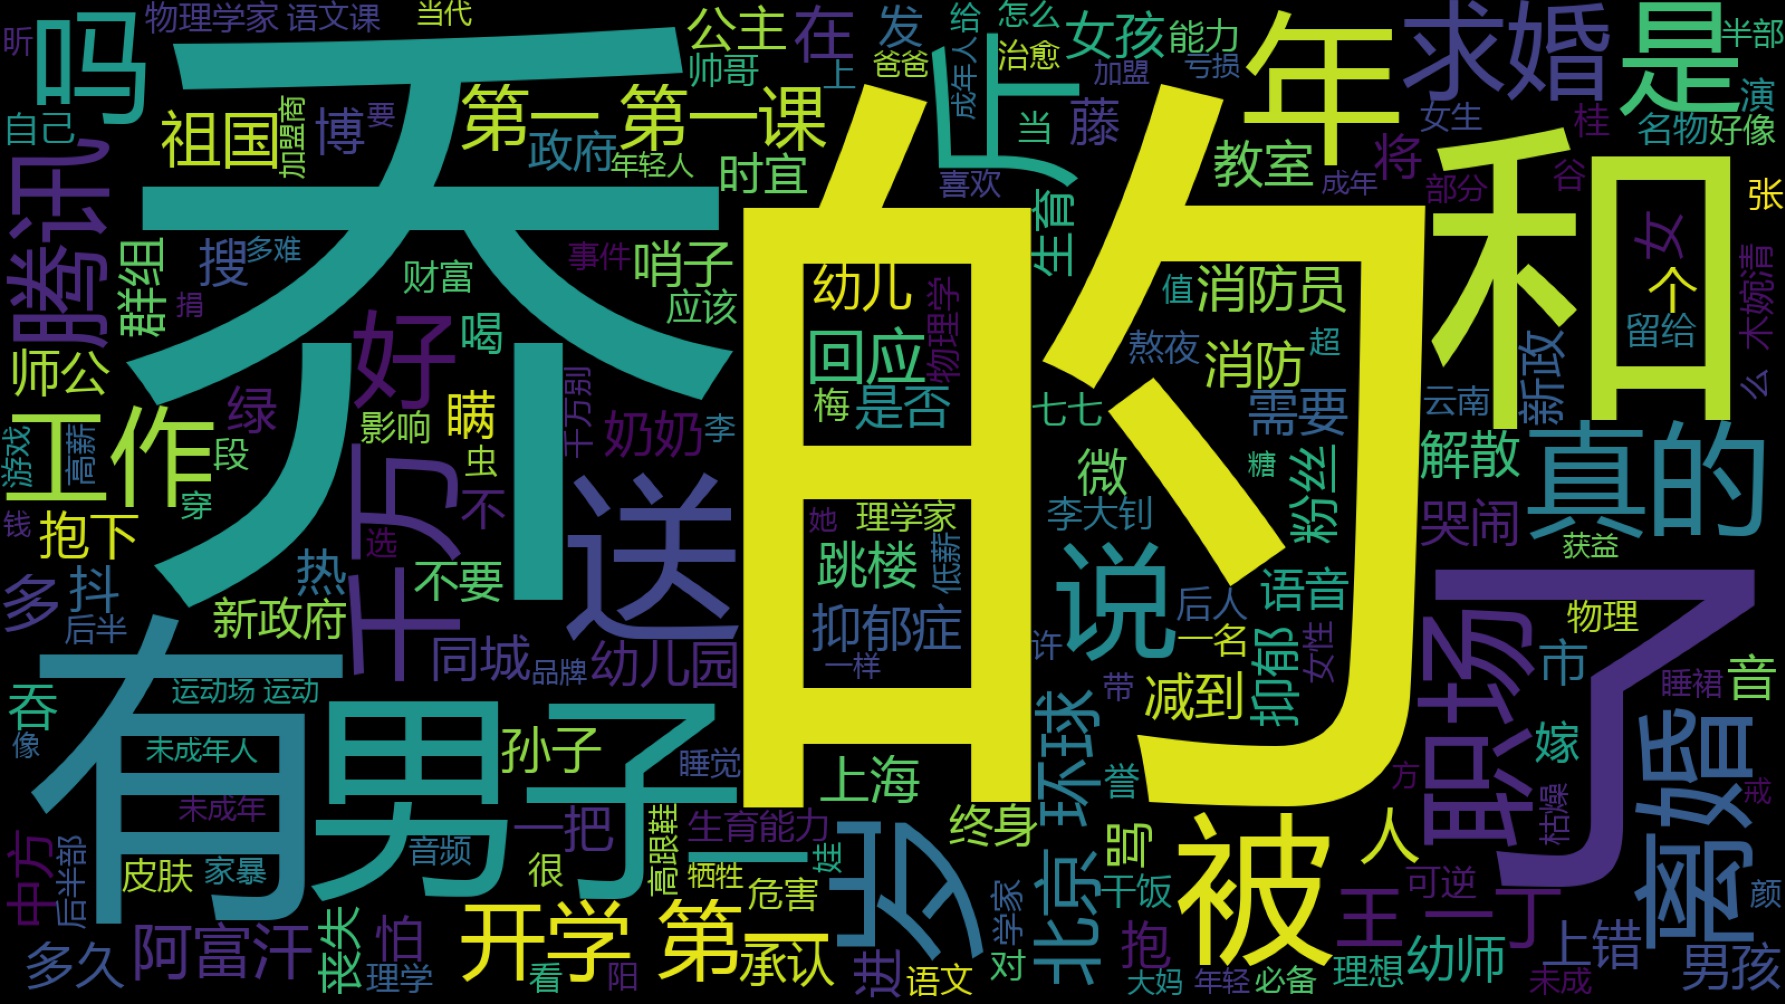 昕
物理学家
语文课
当代
公主
在
发
给
怎么
女孩
能力
年
求婚
是
半部
吗
乔
帅哥
上
爸爸
成年人
上
治愈
加盟
亏损
女生
桂
演
名物
好像
自己
祖国
加盟商
博
要
第一
第一课
政府
年轻人
时宜
喜欢
当
藤
教室
成年
将
部分
谷
张
和
的
腾讯
群组
搜
多难
捐
财富
事件
哨子
应该
幼儿
物理学
生育
值
消防员
女
个
木婉清
留给
师公
好
喝
回应
熬夜
消防
超
云南
新政
么
工作
绿
影响
瞒
千万别
奶奶
李
梅
是否
七七
需要
解散
真的
游戏
高薪
段
虫
穿
千万
不
送
微
糖
粉丝
哭闹
钱
抱下
选
她
理学家
李大钊
获益
多
抖
热
不要
跳楼
低薪
说
语音
了
后半
新政府
抑郁症
后人
一名
物理
有
同城
品牌
幼儿园
一样
许
抑郁
女性
职场
市
睡裙
音
吞
运动场
运动
男子
带
减到
像
未成年人
孙子
睡觉
上海
环球
嫁
离婚
未成年
誉
方
枯燥
戒
中方
后半部
皮肤
家暴
音频
一把
很
高跟鞋
生育能力
一
牺牲
娃
危害
岁
终身
骂
被
人
可逆
颜
多久
阿富汗
丧失
怕
理学
开学
看
阳
第一
承认
进
语文
学家
对
北京
干饭
抱
大妈
年轻
必备
王一丁
理想
幼师
上错
未成
男孩